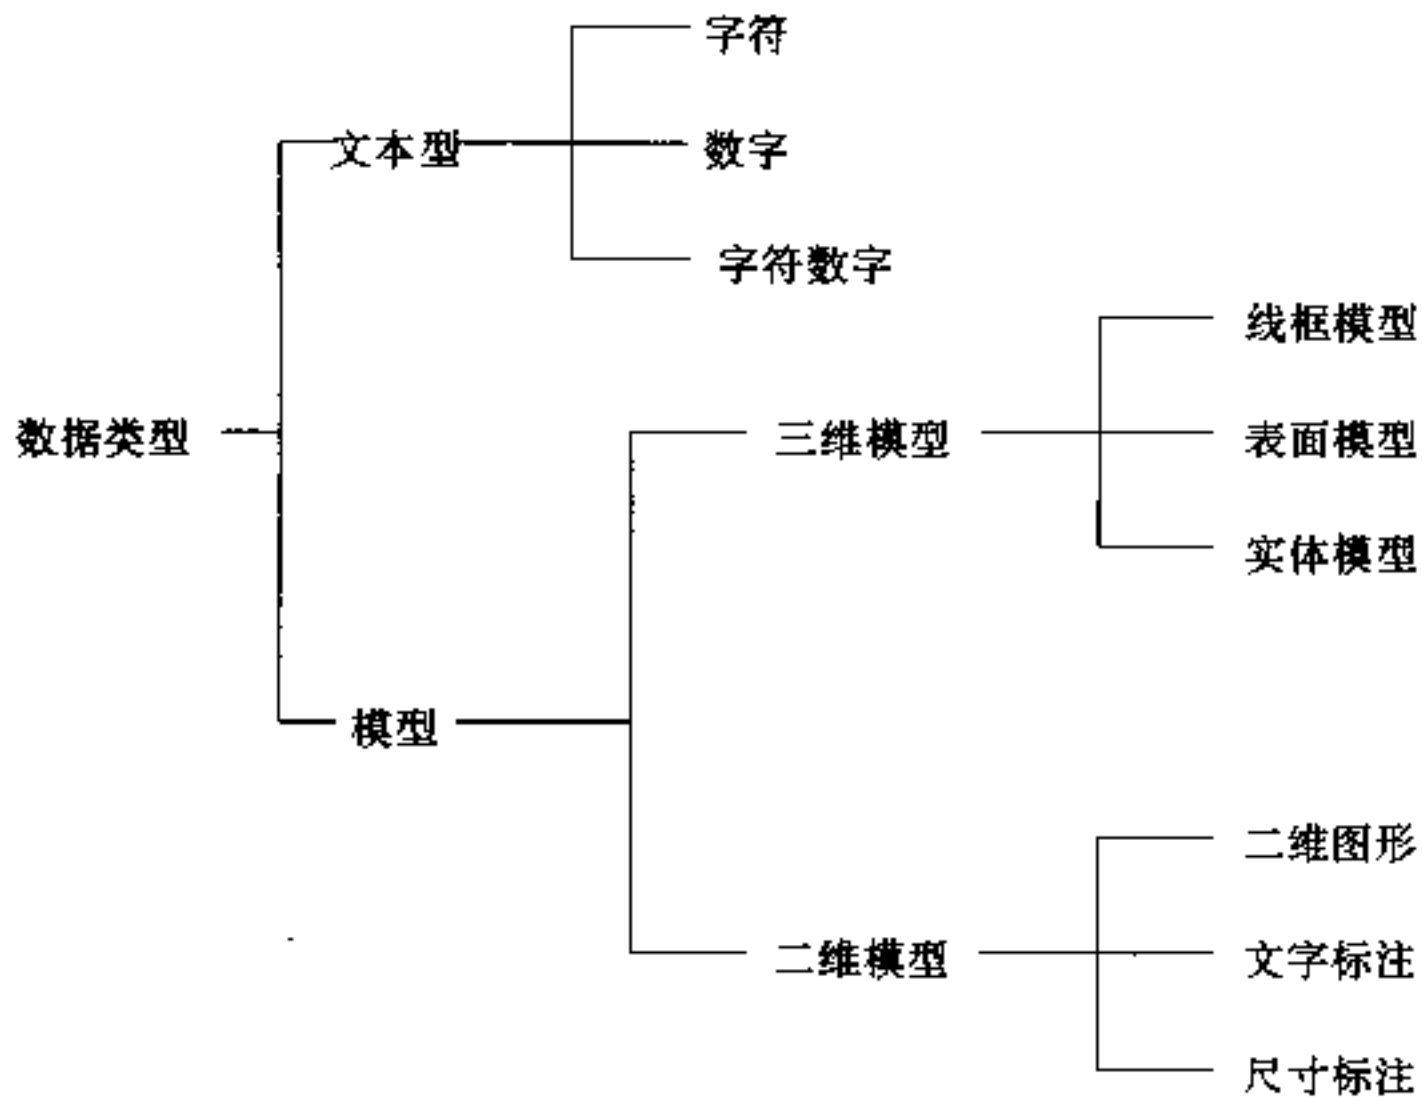 字符
文本型
数字
字符数字
线框模型
数据类型
三维模型
表面模型
实体模型
模型
二维图形
二维模型
文字标注
尺寸标注